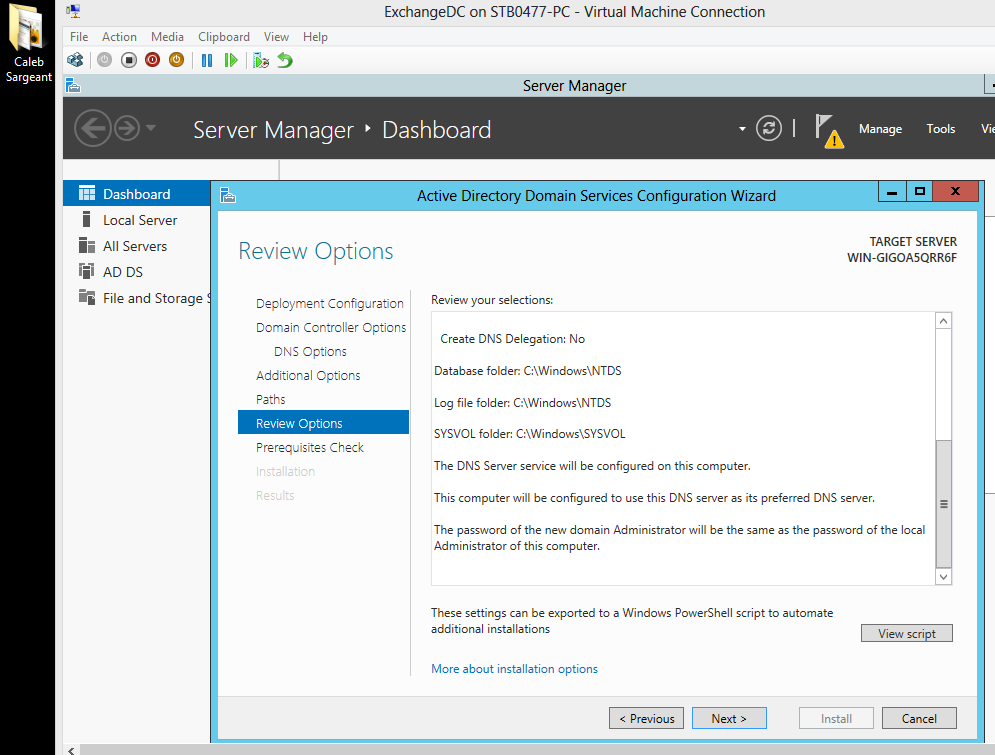 Caleb
Sargeant
ExchangeDC on STB0477-PC - Virtual Machine Connection
File Action Media Clipboard View Help
Server Manager
Server Manager Dashboard
Manage Tools
Dashboard
Local Server
All Servers
AD DS
File and Storage
Active Directory Domain Services Configuration Wizard
Review Options
TARGET SERVER
WIN-GIGOA5QRR6F
Deployment Configuration
Domain Controller Options
DNS Options
Additional Options
Paths
Review Options
Prerequisites Check
Installation
Results
Review your selections:
Create DNS Delegation: No
Database folder: C:\Windows\NTDS
Log file folder: C:\Windows\NTDS
SYSVOL folder: C:\Windows\SYSVOL
The DNS Server service will be configured on this computer.
This computer will be configured to use this DNS server as its preferred DNS server.
The password of the new domain Administrator will be the same as the password of the local
Administrator of this computer.
These settings can be exported to a Windows PowerShell script to automate
additional installations
View script
More about installation options
< Previous Next > Install Cancel